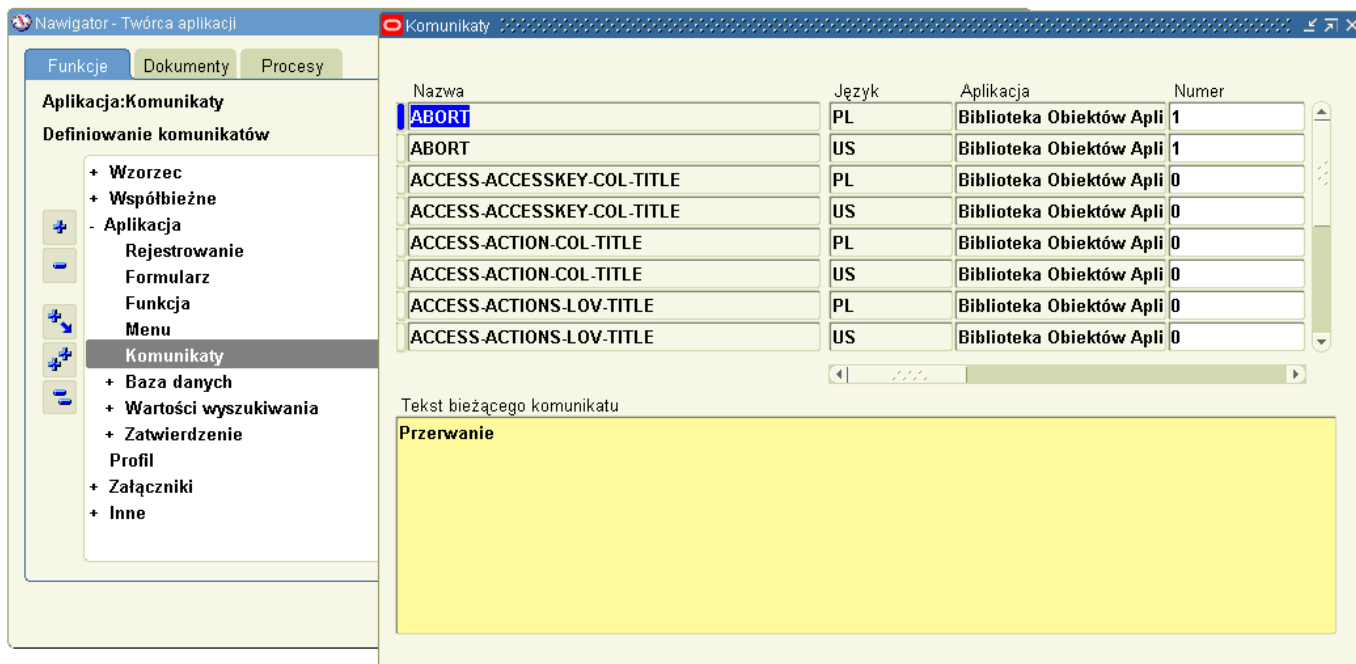 Nawigator - Twórca aplikacji
Funkcje Dokumenty Procesy
Aplikacja:Komunikaty
Definiowanie komunikatów
+ Wzorzec
+ Współbieżne
- Aplikacja
Rejestrowanie
Formularz
Funkcja
Menu
Komunikaty
+ Baza danych
+ Wartości wyszukiwania
+ Zatwierdzenie
Profil
+ Załączniki
+ Inne
Komunikaty
Nazwa Język Aplikacja Numer
ABORT PL Biblioteka Obiektów Apli 1
ABORT US Biblioteka Obiektów Apli 1
ACCESS-ACCESSKEY-COL-TITLE PL Biblioteka Obiektów Apli 0
ACCESS-ACCESSKEY-COL-TITLE US Biblioteka Obiektów Apli 0
ACCESS-ACTION-COL-TITLE PL Biblioteka Obiektów Apli 0
ACCESS-ACTION-COL-TITLE US Biblioteka Obiektów Apli 0
ACCESS-ACTIONS-LOV-TITLE PL Biblioteka Obiektów Apli 0
ACCESS-ACTIONS-LOV-TITLE US Biblioteka Obiektów Apli 0
Tekst bieżącego komunikatu
Przerwanie